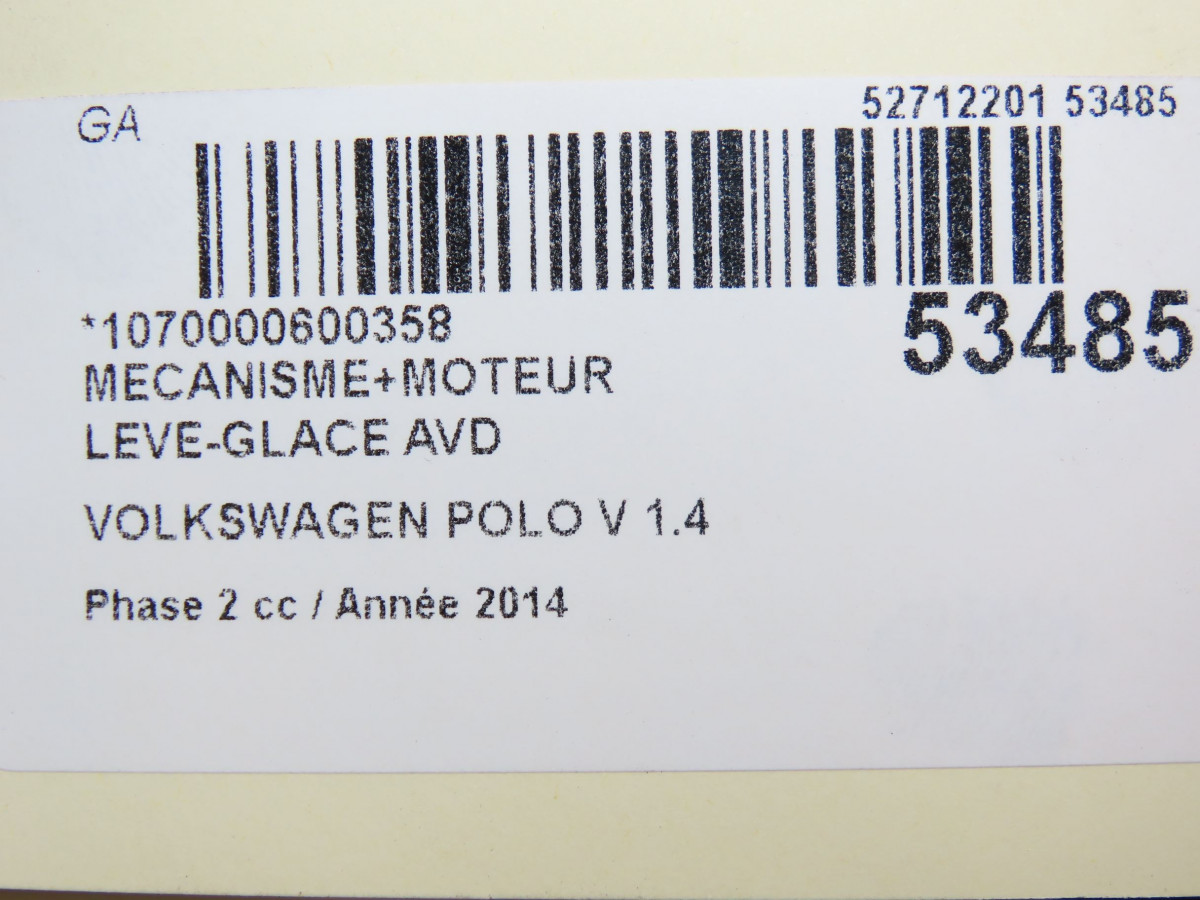 GA
52712201 53485
*1070000600358
53485
MECANISME+MOTEUR
LEVE-GLACE AVD
VOLKSWAGEN POLO V 1.4
Phase 2 cc / Année 2014